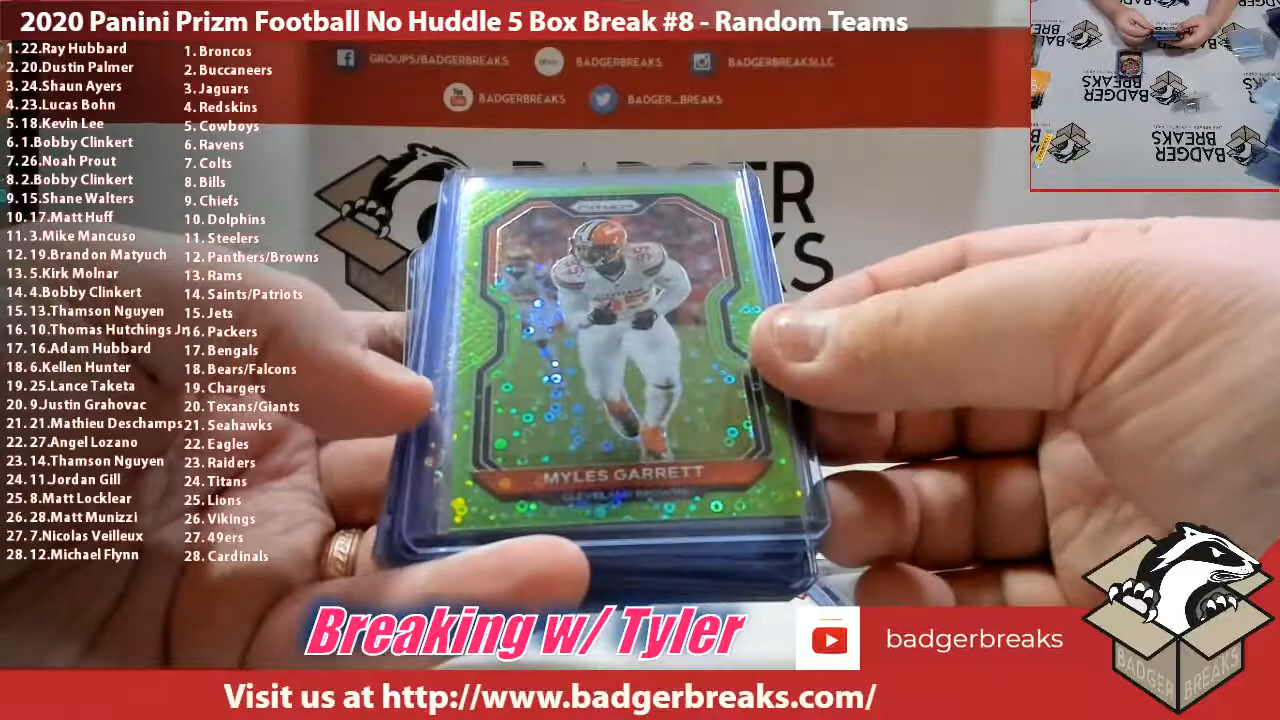 2020 Panini Prizm Football No Huddle 5 Box Break #8 - Random Teams
1. 22.Ray Hubbard
2. 20.Dustin Palmer
3. 24.Shaun Ayers
4. 23.Lucas Bohn
5.18.Kevin Lee
6.1.Bobby Clinkert
7.26.Noah Prout
8.2.Bobby Clinkert
9.15.Shane Walters
10.17.Matt Huff
11.3.Mike Mancuso
12.19.Brandon Matyuch
13.5.Kirk Molnar
14.4.Bobby Clinkert
15.13.Thamson Nguyen
16.10.Thomas Hutchings Jr
17.16.Adam Hubbard
18.6.Kellen Hunter
19.25.Lance Taketa
20.9.Justin Grahovac
21.21.Mathieu Deschamps
22.27.Angel Lozano
23.14.Thamson Nguyen
24.11.Jordan Gill
25.8.Matt Locklear
26.28.Matt Munizzi
27.7.Nicolas Veilleux
28.12.Michael Flynn
1. Broncos
2. Buccaneers
3. Jaguars
4. Redskins
5. Cowboys
6. Ravens
7. Colts
8. Bills
9. Chiefs
10. Dolphins
11. Steelers
12. Panthers/Browns
13. Rams
14. Saints/Patriots
15. Jets
16. Packers
17. Bengals
18. Bears/Falcons
19. Chargers
20. Texans/Giants
21. Seahawks
22. Eagles
23. Raiders
24. Titans
25. Lions
26. Vikings
27. 49ers
28. Cardinals
GROUPS/BADGERBREAKS
BADGERBREAKS
BADGERBREAKSLLC
BADGERBREAKS
BADGER_BREAKS
BADGER
BREAKS
PRIZM
MYLES GARRETT
CLEVELAND BROWNS
BADGER
BREAKS
Breaking w/ Tyler
badgerbreaks
BADGER BREAKS
Visit us at http://www.badgerbreaks.com/